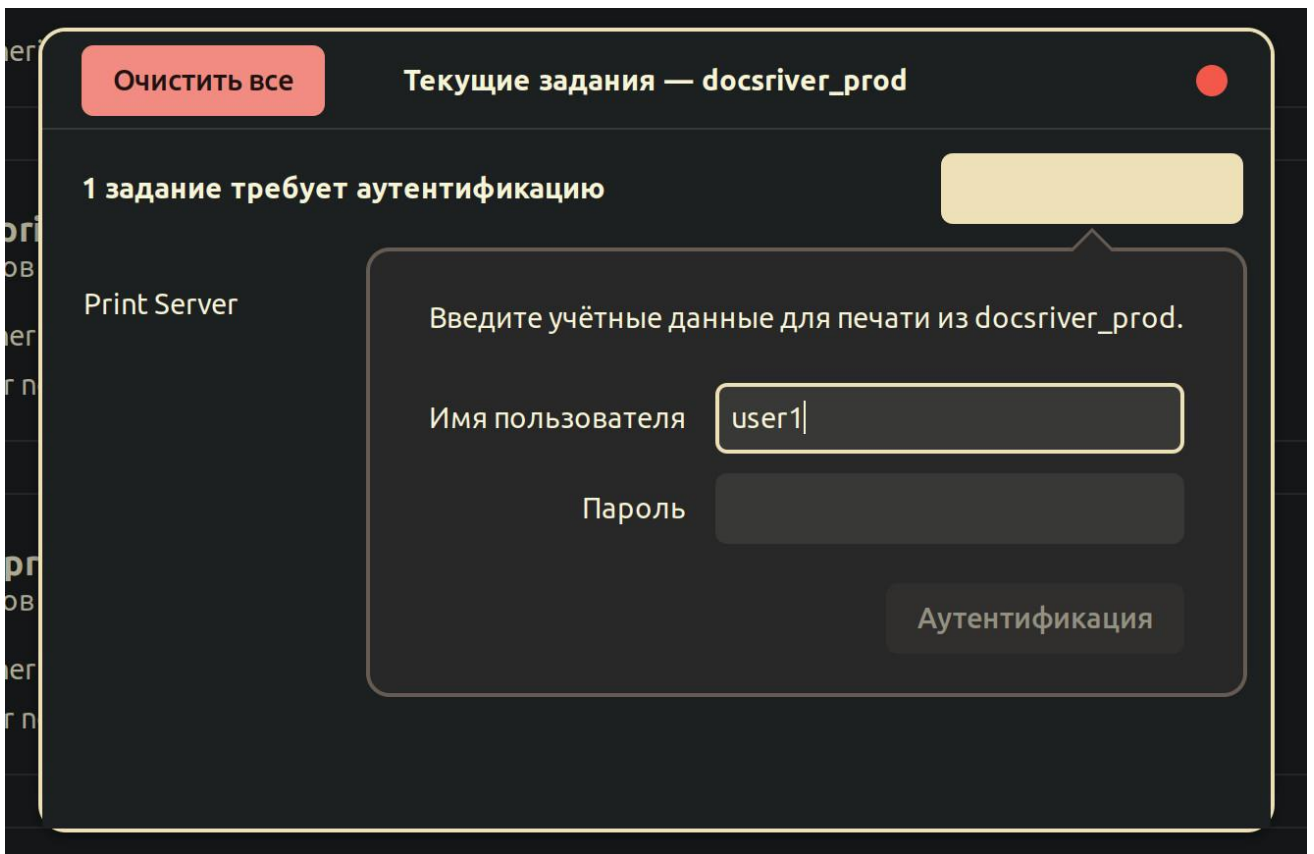 Очистить все
Текущие задания — docsriver_prod
1 задание требует аутентификацию
Print Server
Введите учётные данные для печати из docsriver_prod.
Имя пользователя
user1
Пароль
Аутентификация